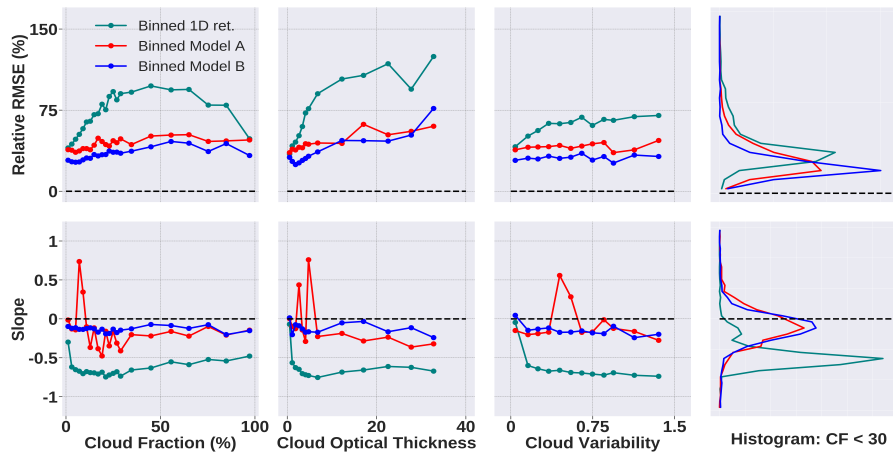 Relative RMSE (%)
150
75
0
Binned 1D ret.
Binned Model A
Binned Model B
Slope
1
0.5
0
-0.5
-1
0 50 100
0 20 40
0 0.75 1.5
Cloud Fraction (%)
Cloud Optical Thickness
Cloud Variability
Histogram: CF < 30